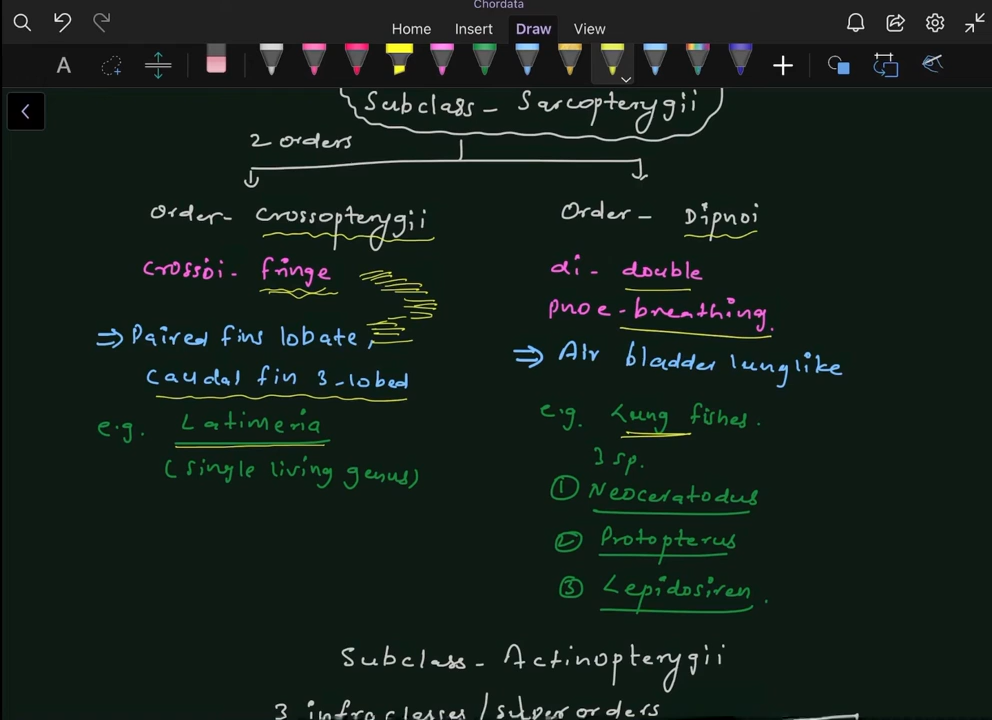 Chordata
Home Insert Draw View
A
Subclass - Sarcopterygii
2 orders
Order - Crossopterygii
Crossoi - fringe
⇒ Paired fins lobate,
Caudal fin 3-lobed
e.g. Latimeria
(single living genus)
Order - Dipnoi
di - double
pnoe - breathing.
⇒ Air bladder lunglike
e.g. Lung fishes.
3 sp.
① Neoceratodus
② Protopterus
③ Lepidosiren.
Subclass - Actinopterygii
3 infraclasses / super orders